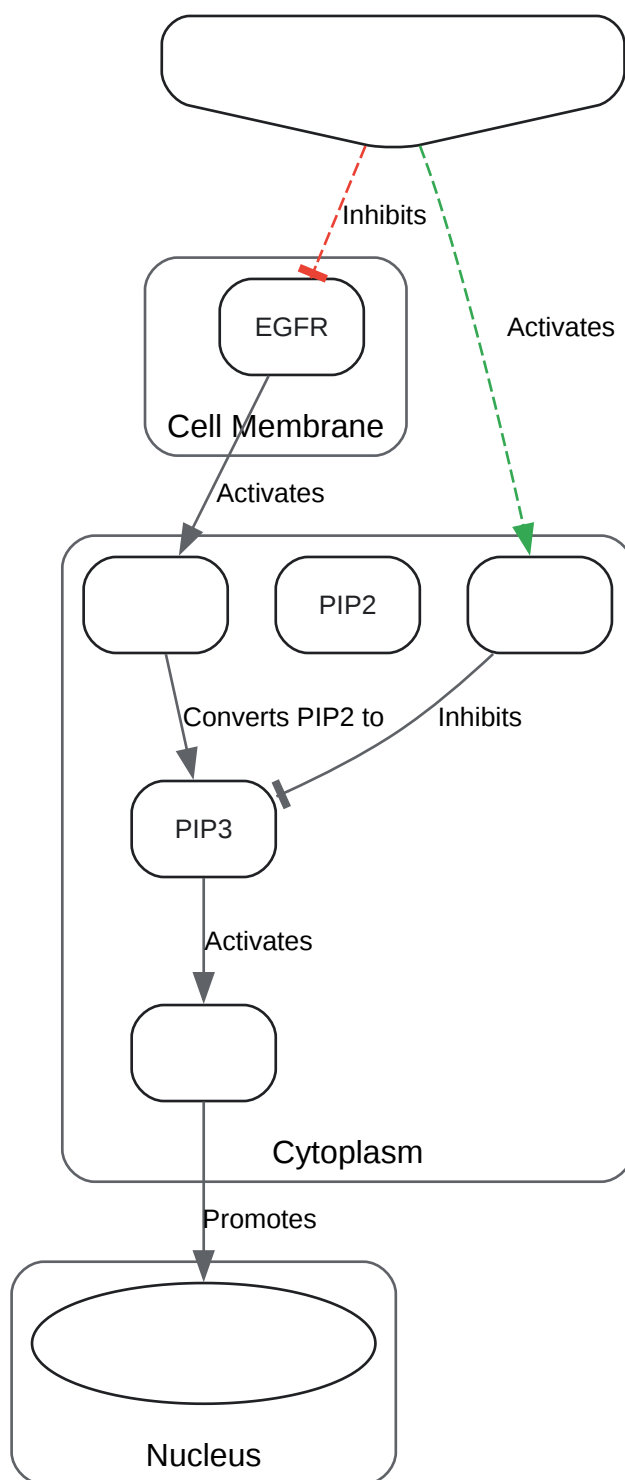 Inhibits
EGFR
Activates
Cell Membrane
Activates
PIP2
Converts PIP2 to
Inhibits
PIP3
Activates
Cytoplasm
Promotes
Nucleus